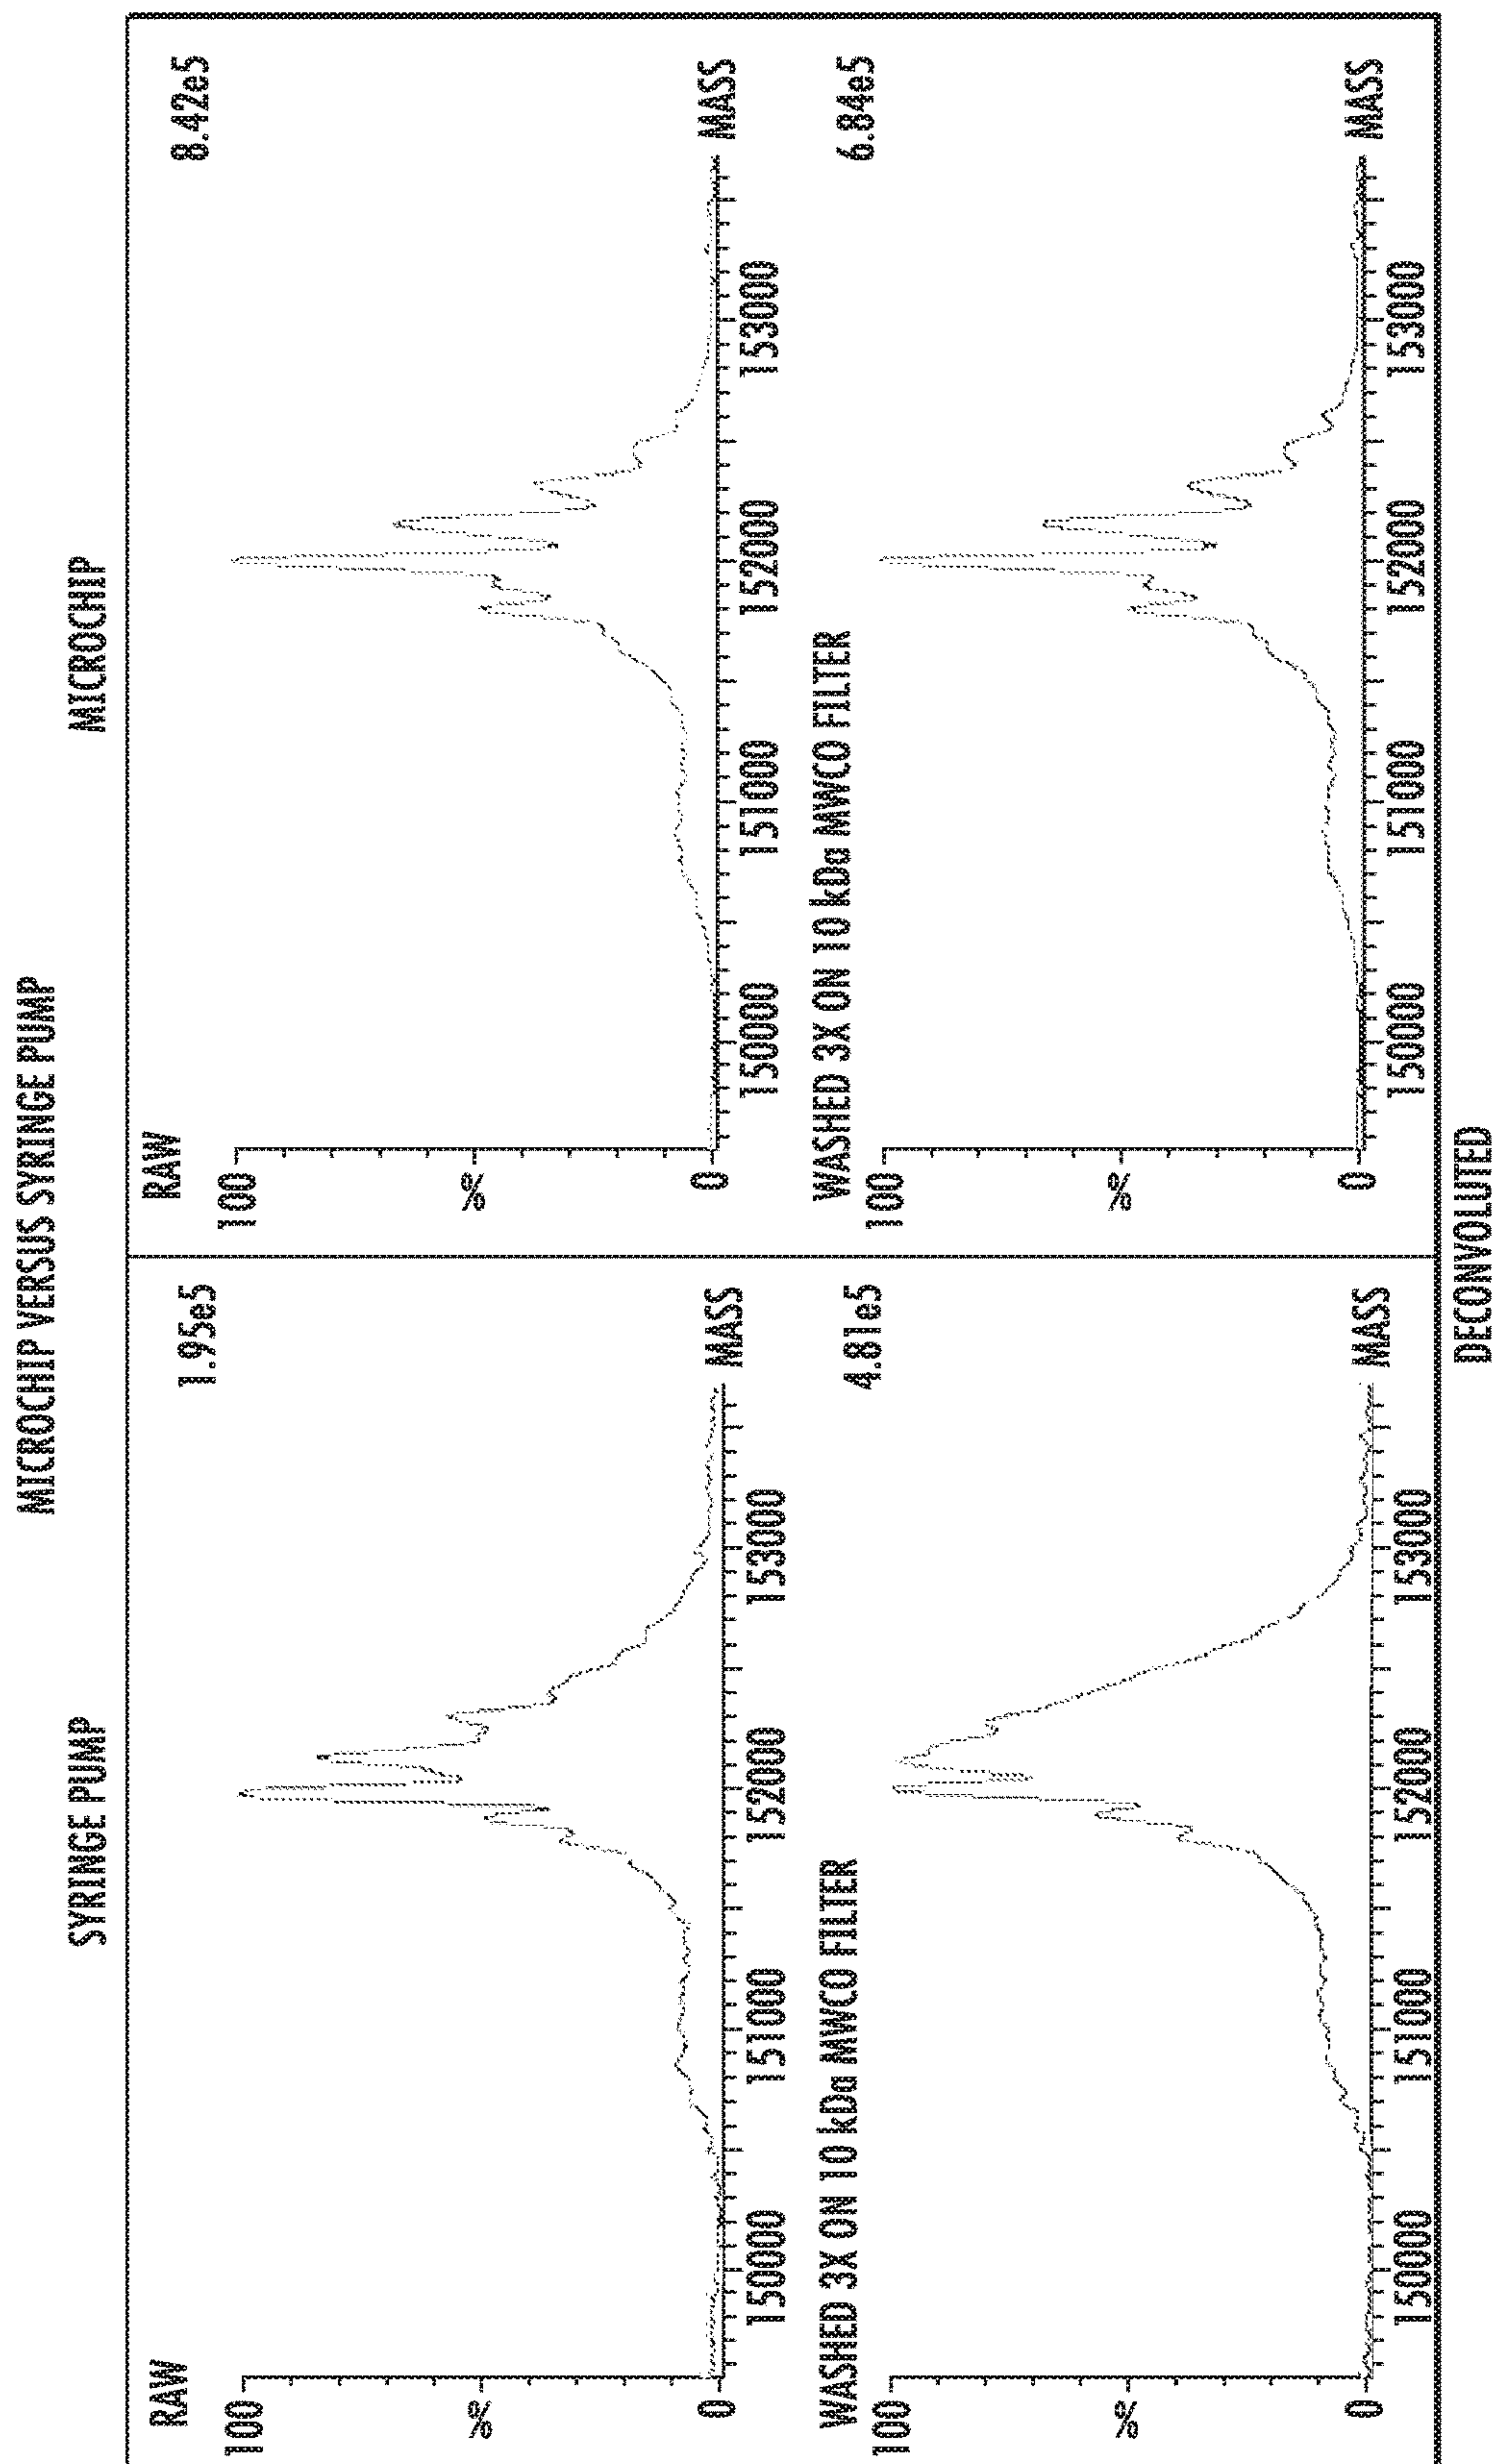 MICROCHIP VERSUS SYRINGE PUMP
SYRINGE PUMP
MICROCHIP
RAW
1.95e5
100
%
0
150000
151000
152000
153000
MASS
WASHED 3X ON 10 kDa MWCO FILTER
4.81e5
100
%
0
150000
151000
152000
153000
MASS
RAW
8.42e5
100
%
0
150000
151000
152000
153000
MASS
WASHED 3X ON 10 kDa MWCO FILTER
6.84e5
100
%
0
150000
151000
152000
153000
MASS
DECONVOLUTED